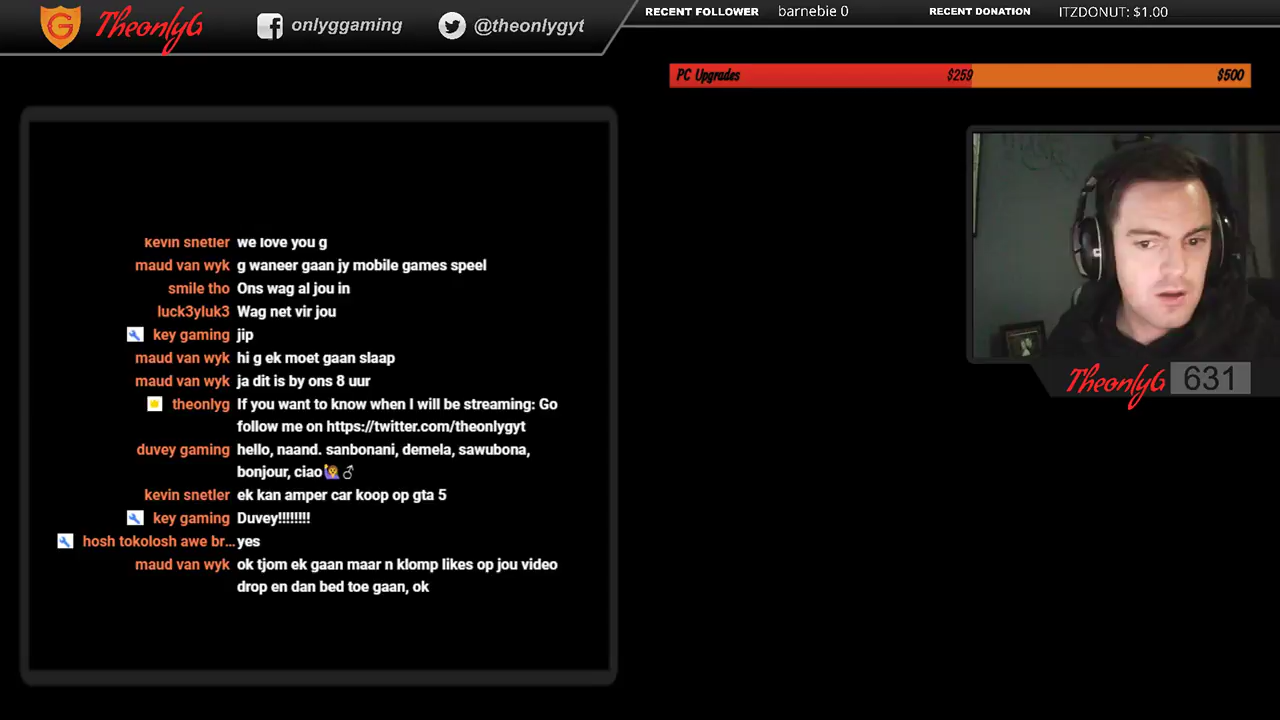 TheonlyG onlyggaming @theonlygyt RECENT FOLLOWER barnebie 0 RECENT DONATION ITZDONUT: $1.00
PC Upgrades $259 $500
kevin snetler we love you g
maud van wyk g waneer gaan jy mobile games speel
smile tho Ons wag al jou in
luck3yluk3 Wag net vir jou
key gaming jip
maud van wyk hi g ek moet gaan slaap
maud van wyk ja dit is by ons 8 uur
theonlyg If you want to know when I will be streaming: Go
follow me on https://twitter.com/theonlygyt
duvey gaming hello, naand. sanbonani, demela, sawubona,
bonjour, ciao🙋♂
kevin snetler ek kan amper car koop op gta 5
key gaming Duvey!!!!!!!!
hosh tokolosh awe br... yes
maud van wyk ok tjom ek gaan maar n klomp likes op jou video
drop en dan bed toe gaan, ok
TheonlyG 631